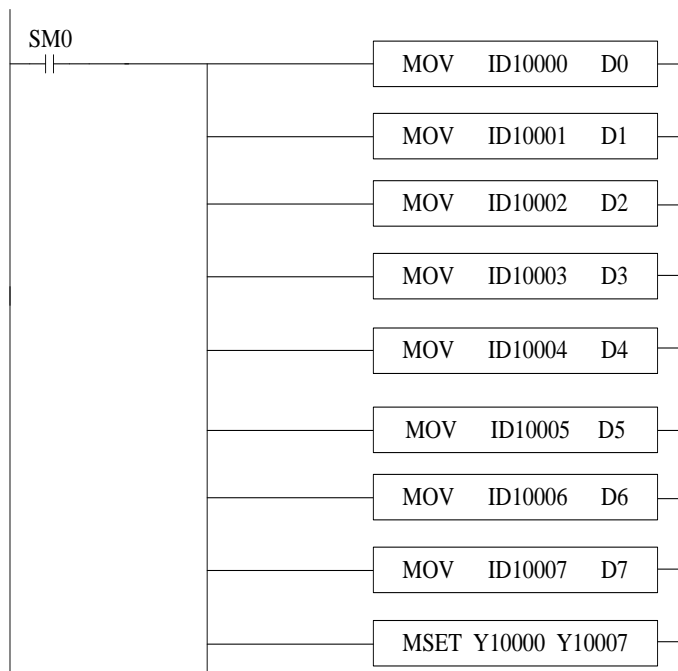 SM0
MOV ID10000 D0
MOV ID10001 D1
MOV ID10002 D2
MOV ID10003 D3
MOV ID10004 D4
MOV ID10005 D5
MOV ID10006 D6
MOV ID10007 D7
MSET Y10000 Y10007